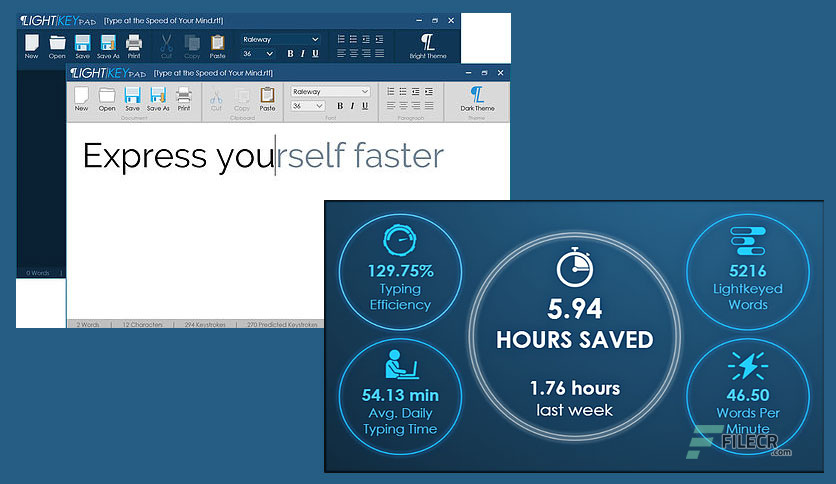 LIGHTKEYPAD [Type at the Speed of Your Mind.rtf]
New Open Save Save As Print Cut Copy Paste
Raleway
36 B I U
Bright Theme
LIGHTKEYPAD [Type at the Speed of Your Mind.rtf]
New Open Save Save As Print Cut Copy Paste
Raleway
36 B I U
Dark Theme
Document Clipboard Font Paragraph Theme
Express yourself faster
0 Words
2 Words | 12 Characters | 294 Keystrokes | 270 Predicted Keystrokes
129.75%
Typing
Efficiency
54.13 min
Avg. Daily
Typing Time
5.94
HOURS SAVED
1.76 hours
last week
5216
Lightkeyed
Words
46.50
Words Per
Minute
FILECR
.com